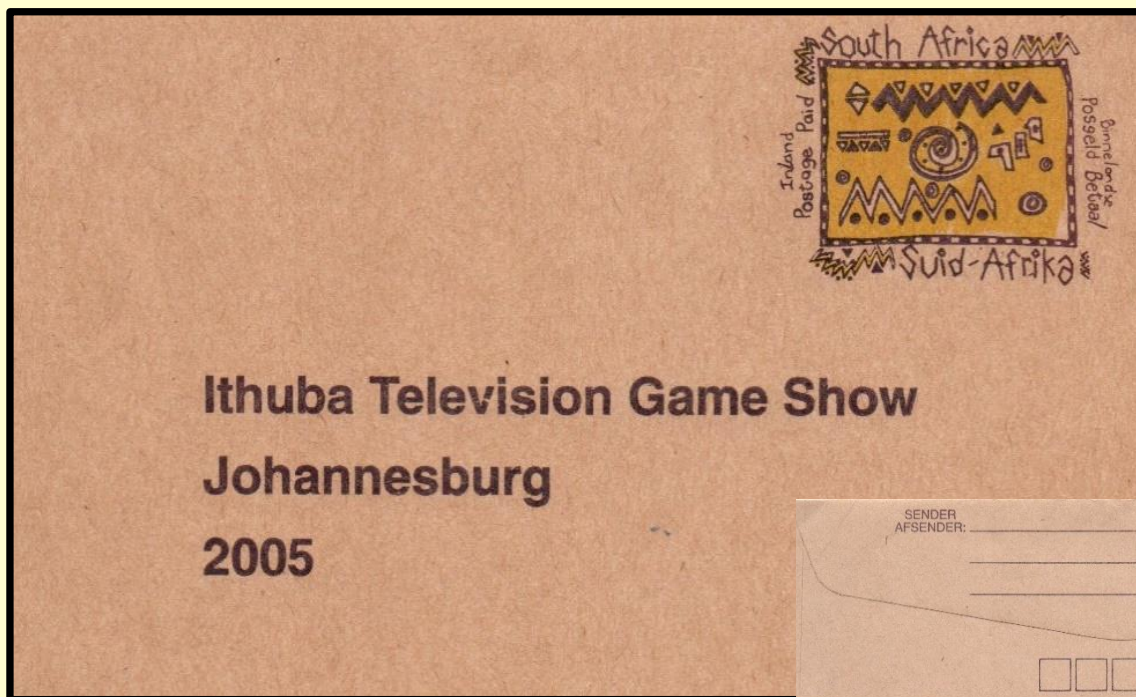 South Africa
Inland
Postage Paid
Binnelandse
Posgeld Betaal
Suid-Afrika
Ithuba Television Game Show
Johannesburg
2005
SENDER
AFSENDER: